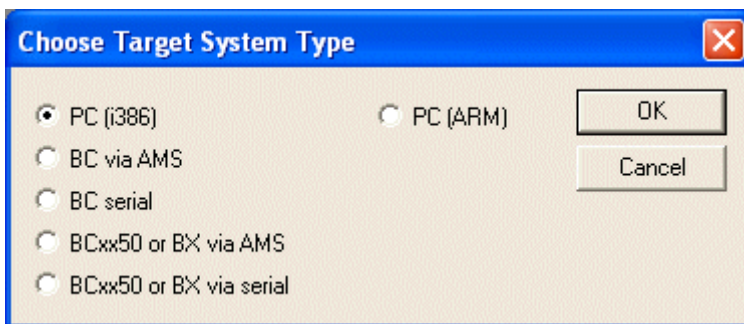 Choose Target System Type
PC (i386)
PC (ARM)
OK
BC via AMS
Cancel
BC serial
BCxx50 or BX via AMS
BCxx50 or BX via serial